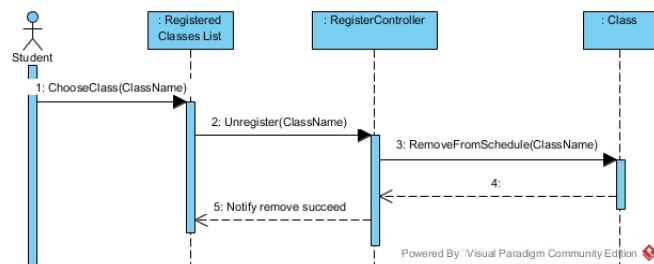 : Registered
Classes List
: RegisterController
: Class
Student
1: ChooseClass(ClassName)
2: Unregister(ClassName)
3: RemoveFromSchedule(ClassName)
4:
5: Notify remove succeed
Powered By Visual Paradigm Community Edition